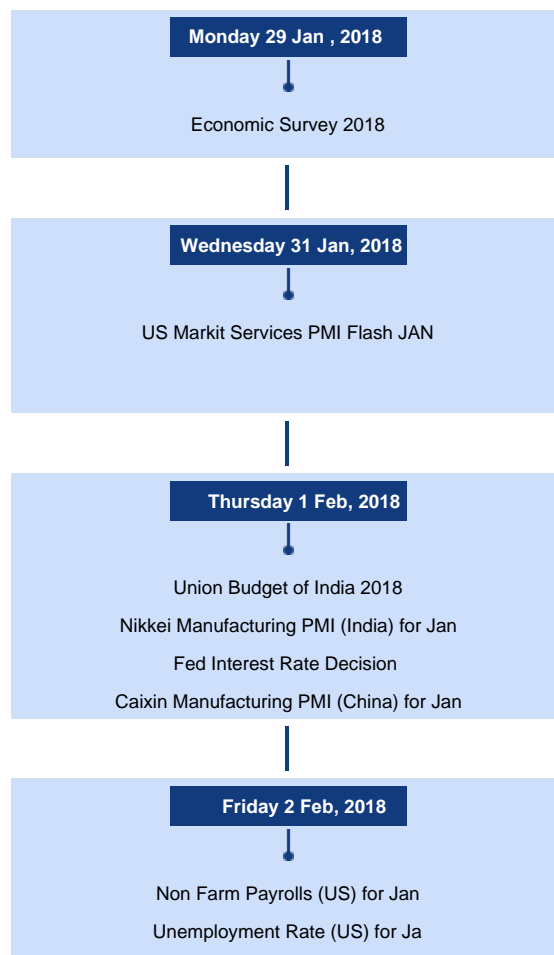 Monday 29 Jan , 2018
Economic Survey 2018
Wednesday 31 Jan, 2018
US Markit Services PMI Flash JAN
Thursday 1 Feb, 2018
Union Budget of India 2018
Nikkei Manufacturing PMI (India) for Jan
Fed Interest Rate Decision
Caixin Manufacturing PMI (China) for Jan
Friday 2 Feb, 2018
Non Farm Payrolls (US) for Jan
Unemployment Rate (US) for Ja